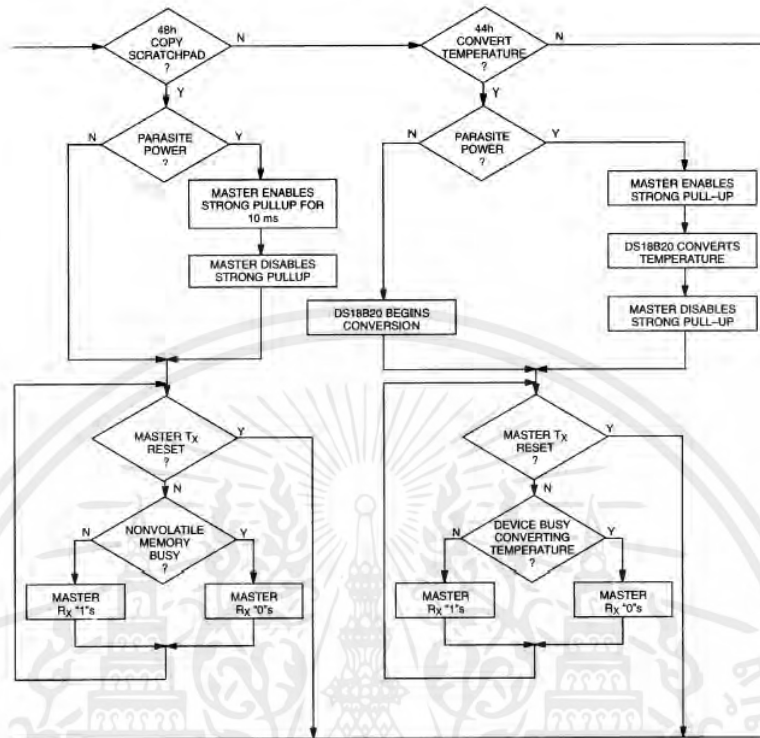 48h
COPY
SCRATCHPAD
?
N
Y
44h
CONVERT
TEMPERATURE
?
N
Y
N
PARASITE
POWER
?
Y
MASTER ENABLES
STRONG PULLUP FOR
10 ms
MASTER DISABLES
STRONG PULLUP
N
PARASITE
POWER
?
Y
MASTER ENABLES
STRONG PULL–UP
DS18B20 CONVERTS
TEMPERATURE
DS18B20 BEGINS
CONVERSION
MASTER DISABLES
STRONG PULL–UP
MASTER TX
RESET
?
Y
N
N
NONVOLATILE
MEMORY
BUSY
?
Y
MASTER
RX "1"s
MASTER
RX "0"s
MASTER TX
RESET
?
Y
N
N
DEVICE BUSY
CONVERTING
TEMPERATURE
?
Y
MASTER
RX "1"s
MASTER
RX "0"s